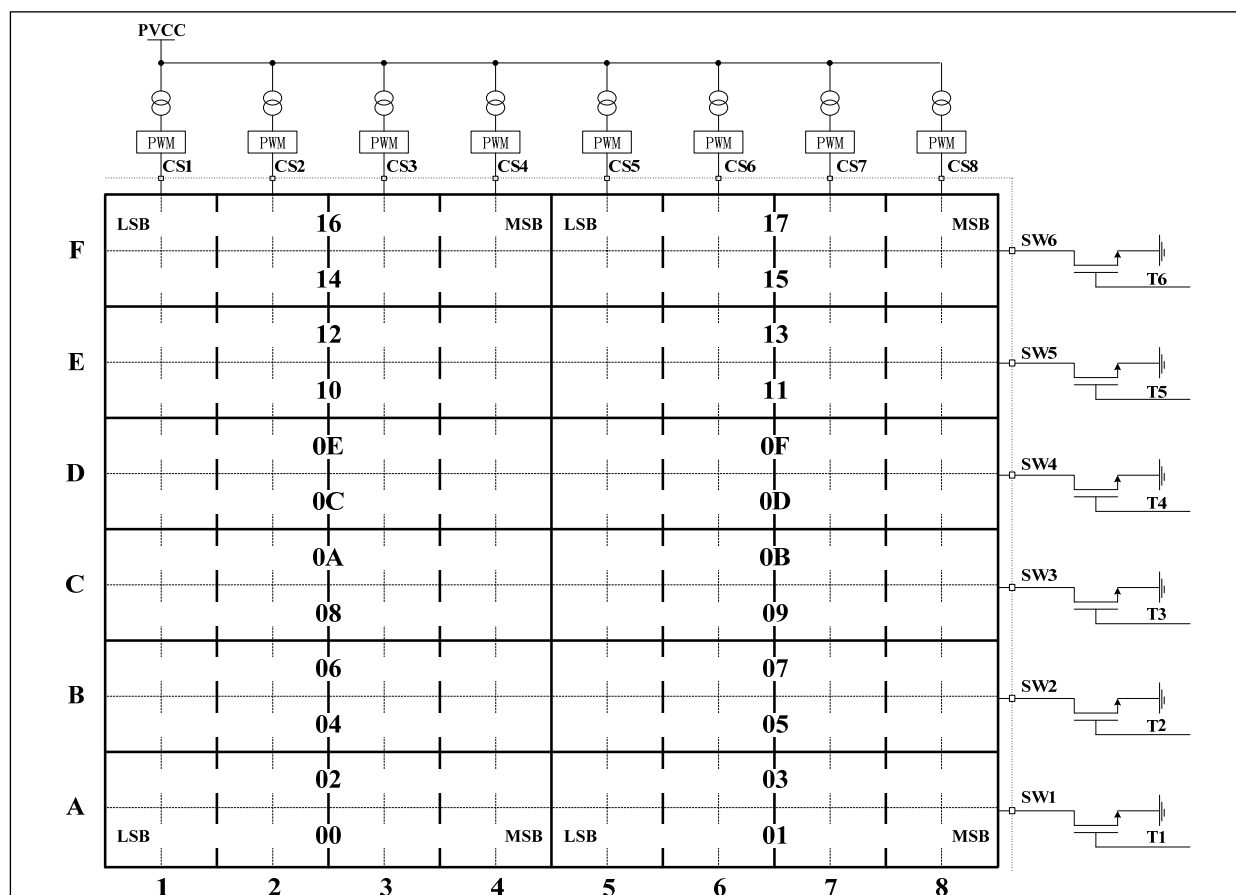 PVCC
PWM PWM PWM PWM PWM PWM PWM PWM
CS1 CS2 CS3 CS4 CS5 CS6 CS7 CS8
LSB 16 MSB LSB 17 MSB
F SW6
14 15 T6
12 13
E SW5
10 11 T5
0E 0F
D SW4
0C 0D T4
0A 0B
C SW3
08 09 T3
06 07
B SW2
04 05 T2
02 03
A SW1
LSB 00 MSB LSB 01 MSB T1
1 2 3 4 5 6 7 8